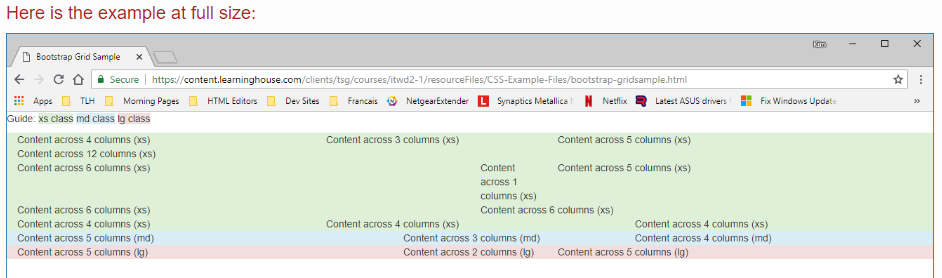 Here is the example at full size:
Bootstrap Grid Sample
Secure https://content.learninghouse.com/clients/tsg/courses/itwd2-1/resourceFiles/CSS-Example-Files/bootstrap-gridsample.html
Apps TLH Morning Pages HTML Editors Dev Sites Francais NetgearExtender Synaptics Metallica Netflix Latest ASUS drivers Fix Windows Update
Guide: xs class md class lg class
Content across 4 columns (xs) Content across 3 columns (xs) Content across 5 columns (xs)
Content across 12 columns (xs)
Content across 6 columns (xs) Content across 1 columns (xs) Content across 5 columns (xs)
Content across 6 columns (xs) Content across 6 columns (xs)
Content across 4 columns (xs) Content across 4 columns (xs) Content across 4 columns (xs)
Content across 5 columns (md) Content across 3 columns (md) Content across 4 columns (md)
Content across 5 columns (lg) Content across 2 columns (lg) Content across 5 columns (lg)